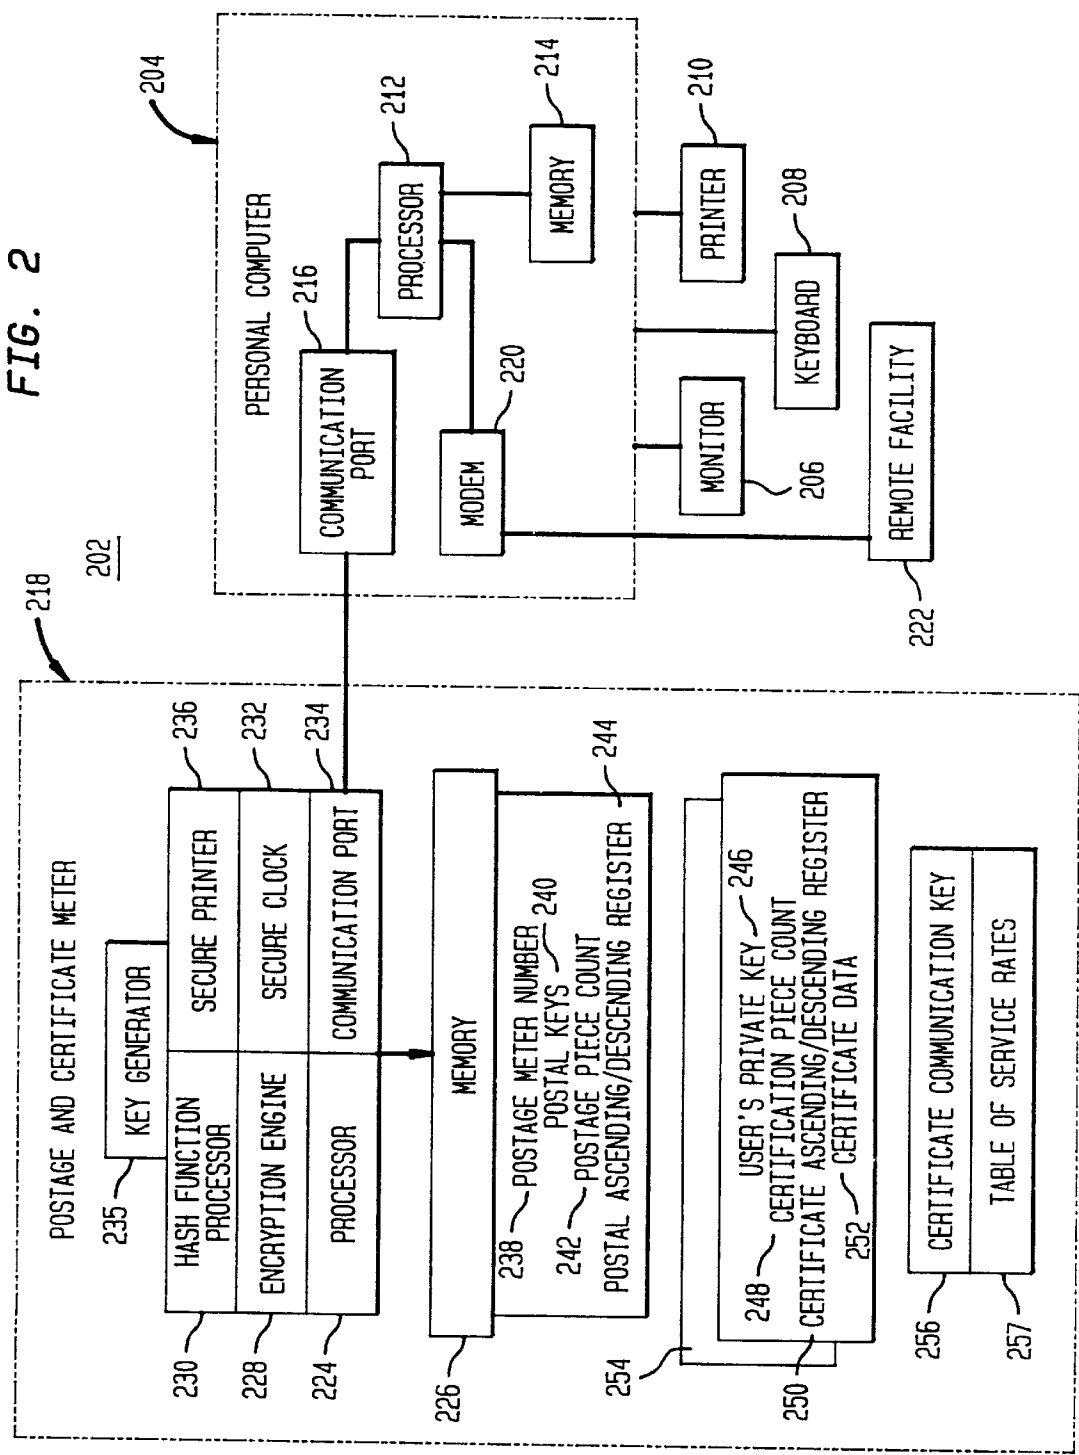 FIG. 2
202
218
POSTAGE AND CERTIFICATE METER
235
KEY GENERATOR
230
HASH FUNCTION
PROCESSOR
SECURE PRINTER
236
228
ENCRYPTION ENGINE
SECURE CLOCK
232
224
PROCESSOR
COMMUNICATION PORT
234
226
MEMORY
238 POSTAGE METER NUMBER
POSTAL KEYS 240
242 POSTAGE PIECE COUNT
POSTAL ASCENDING/DESCENDING REGISTER
244
254
USER'S PRIVATE KEY 246
248 CERTIFICATION PIECE COUNT
CERTIFICATE ASCENDING/DESCENDING REGISTER
250
252 CERTIFICATE DATA
256
CERTIFICATE COMMUNICATION KEY
257
TABLE OF SERVICE RATES
204
PERSONAL COMPUTER
216
COMMUNICATION
PORT
212
PROCESSOR
220
MODEM
214
MEMORY
206
MONITOR
208
KEYBOARD
210
PRINTER
222
REMOTE FACILITY